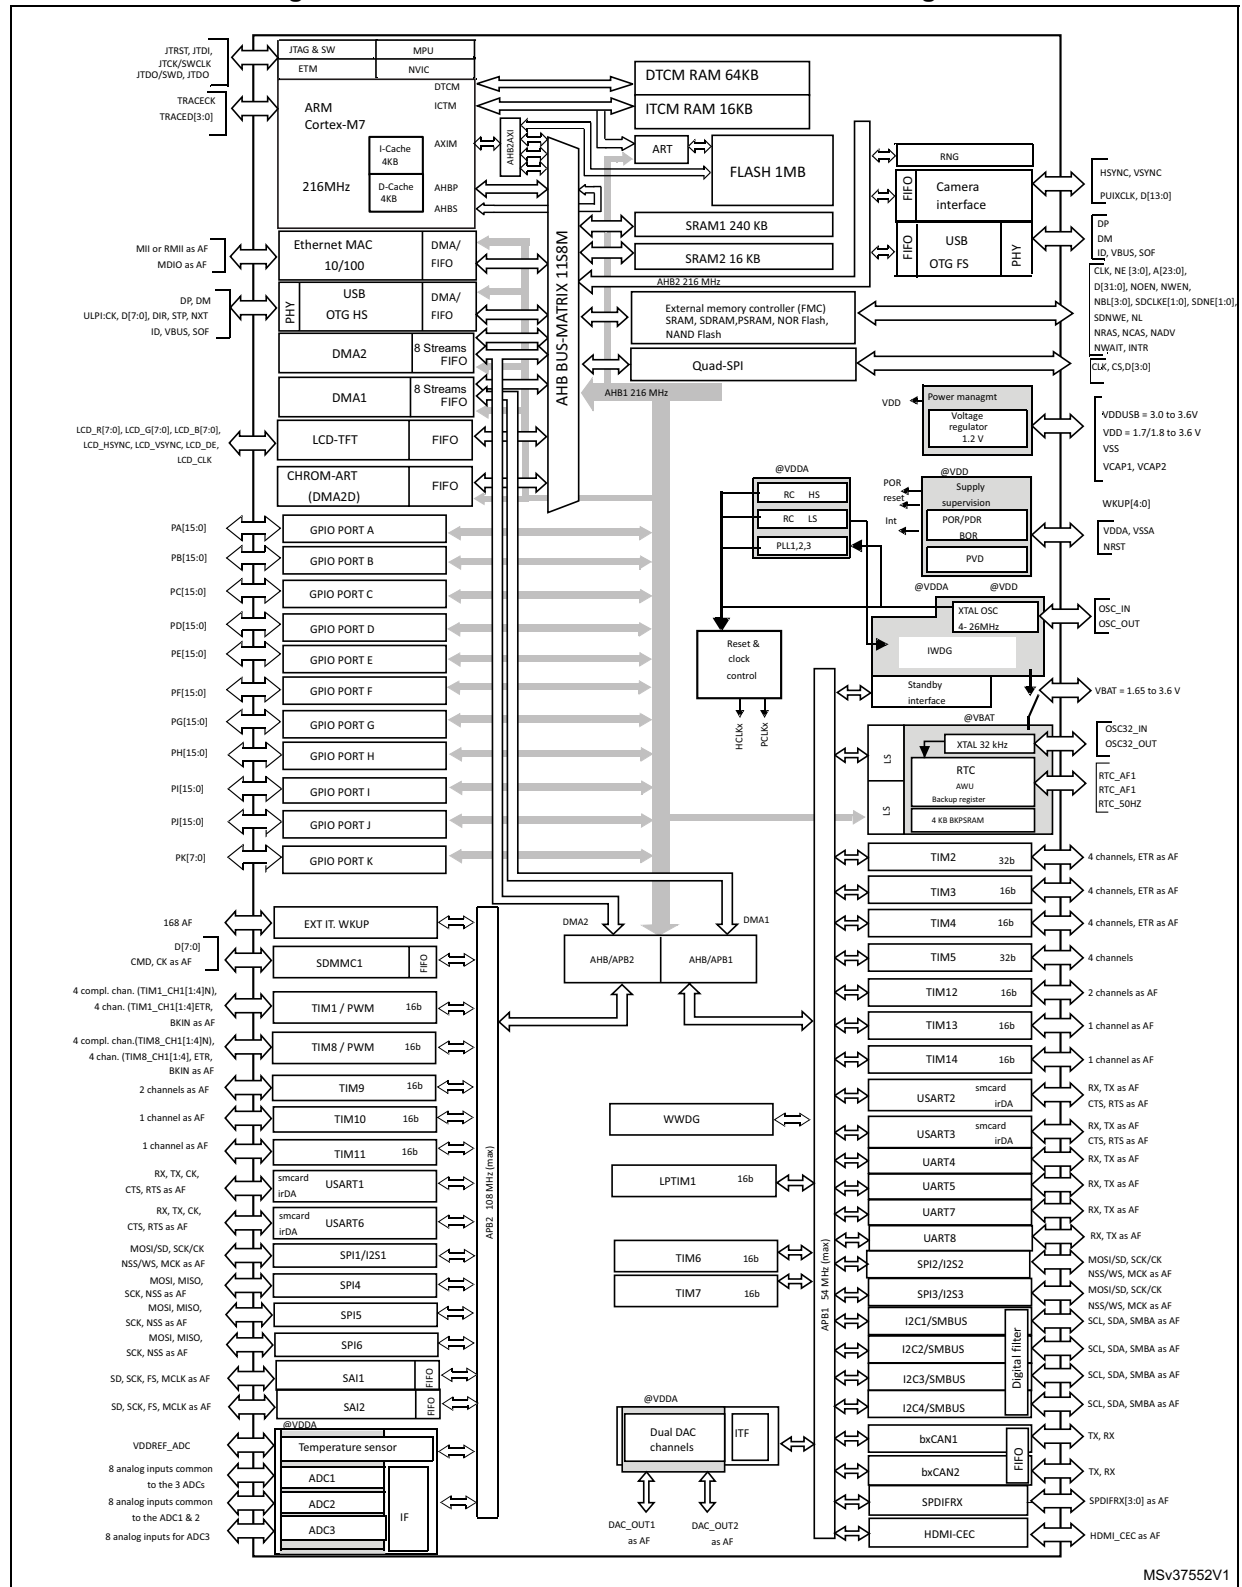 JTRST, JTDI,
JTCK/SWCLK
JTDO/SWD, JTDO
TRACECK
TRACED[3:0]
JTAG & SW
MPU
ETM
NVIC
DTCM
ICTM
ARM
Cortex-M7
AXIM
I-Cache
4KB
D-Cache
4KB
216MHz
AHBP
AHBS
AHB2AXI
DTCM RAM 64KB
ITCM RAM 16KB
ART
FLASH 1MB
SRAM1 240 KB
SRAM2 16 KB
AHB2 216 MHz
External memory controller (FMC)
SRAM, SDRAM,PSRAM, NOR Flash,
NAND Flash
Quad-SPI
AHB1 216 MHz
AHB BUS-MATRIX 11S8M
RNG
FIFO
Camera
interface
HSYNC, VSYNC
PUIXCLK, D[13:0]
FIFO
USB
OTG FS
PHY
DP
DM
ID, VBUS, SOF
CLK, NE [3:0], A[23:0],
D[31:0], NOEN, NWEN,
NBL[3:0], SDCLKE[1:0], SDNE[1:0],
SDNWE, NL
NRAS, NCAS, NADV
NWAIT, INTR
CLK, CS,D[3:0]
MII or RMII as AF
MDIO as AF
Ethernet MAC
10/100
DMA/
FIFO
DP, DM
ULPI:CK, D[7:0], DIR, STP, NXT
ID, VBUS, SOF
PHY
USB
OTG HS
DMA/
FIFO
DMA2
8 Streams
FIFO
DMA1
8 Streams
FIFO
LCD_R[7:0], LCD_G[7:0], LCD_B[7:0],
LCD_HSYNC, LCD_VSYNC, LCD_DE,
LCD_CLK
LCD-TFT
FIFO
CHROM-ART
(DMA2D)
FIFO
VDD
Power managmt
Voltage
regulator
1.2 V
VDDUSB = 3.0 to 3.6V
VDD = 1.7/1.8 to 3.6 V
VSS
VCAP1, VCAP2
@VDDA
RC HS
RC LS
PLL1,2,3
@VDD
POR
reset
Int
Supply
supervision
POR/PDR
BOR
PVD
WKUP[4:0]
VDDA, VSSA
NRST
@VDDA
@VDD
XTAL OSC
4- 26MHz
OSC_IN
OSC_OUT
IWDG
Standby
interface
VBAT = 1.65 to 3.6 V
@VBAT
Reset &
clock
control
HCLKx
PCLKx
LS
LS
XTAL 32 kHz
RTC
AWU
Backup register
4 KB BKPSRAM
OSC32_IN
OSC32_OUT
RTC_AF1
RTC_AF1
RTC_50HZ
PA[15:0]
GPIO PORT A
PB[15:0]
GPIO PORT B
PC[15:0]
GPIO PORT C
PD[15:0]
GPIO PORT D
PE[15:0]
GPIO PORT E
PF[15:0]
GPIO PORT F
PG[15:0]
GPIO PORT G
PH[15:0]
GPIO PORT H
PI[15:0]
GPIO PORT I
PJ[15:0]
GPIO PORT J
PK[7:0]
GPIO PORT K
168 AF
EXT IT. WKUP
D[7:0]
CMD, CK as AF
SDMMC1
FIFO
4 compl. chan. (TIM1_CH1[1:4]N),
4 chan. (TIM1_CH1[1:4]ETR,
BKIN as AF
TIM1 / PWM
16b
4 compl. chan.(TIM8_CH1[1:4]N),
4 chan. (TIM8_CH1[1:4], ETR,
BKIN as AF
TIM8 / PWM
16b
2 channels as AF
TIM9
16b
1 channel as AF
TIM10
16b
1 channel as AF
TIM11
16b
RX, TX, CK,
CTS, RTS as AF
smcard
irDA
USART1
RX, TX, CK,
CTS, RTS as AF
smcard
irDA
USART6
MOSI/SD, SCK/CK
NSS/WS, MCK as AF
SPI1/I2S1
MOSI, MISO,
SCK, NSS as AF
SPI4
MOSI, MISO,
SCK, NSS as AF
SPI5
MOSI, MISO,
SCK, NSS as AF
SPI6
SD, SCK, FS, MCLK as AF
SAI1
FIFO
SD, SCK, FS, MCLK as AF
SAI2
FIFO
@VDDA
VDDREF_ADC
Temperature sensor
8 analog inputs common
to the 3 ADCs
ADC1
8 analog inputs common
to the ADC1 & 2
ADC2
8 analog inputs for ADC3
ADC3
IF
APB2 108 MHz (max)
DMA2
DMA1
AHB/APB2
AHB/APB1
WWDG
LPTIM1
16b
TIM6
16b
TIM7
16b
@VDDA
Dual DAC
channels
ITF
DAC_OUT1
as AF
DAC_OUT2
as AF
APB1 54 MHz (max)
TIM2
32b
4 channels, ETR as AF
TIM3
16b
4 channels, ETR as AF
TIM4
16b
4 channels, ETR as AF
TIM5
32b
4 channels
TIM12
16b
2 channels as AF
TIM13
16b
1 channel as AF
TIM14
16b
1 channel as AF
USART2
smcard
irDA
RX, TX as AF
CTS, RTS as AF
USART3
smcard
irDA
RX, TX as AF
CTS, RTS as AF
UART4
RX, TX as AF
UART5
RX, TX as AF
UART7
RX, TX as AF
UART8
RX, TX as AF
SPI2/I2S2
MOSI/SD, SCK/CK
NSS/WS, MCK as AF
SPI3/I2S3
MOSI/SD, SCK/CK
NSS/WS, MCK as AF
I2C1/SMBUS
SCL, SDA, SMBA as AF
I2C2/SMBUS
SCL, SDA, SMBA as AF
I2C3/SMBUS
SCL, SDA, SMBA as AF
I2C4/SMBUS
SCL, SDA, SMBA as AF
Digital filter
bxCAN1
TX, RX
bxCAN2
TX, RX
FIFO
SPDIFRX
SPDIFRX[3:0] as AF
HDMI-CEC
HDMI_CEC as AF
MSv37552V1